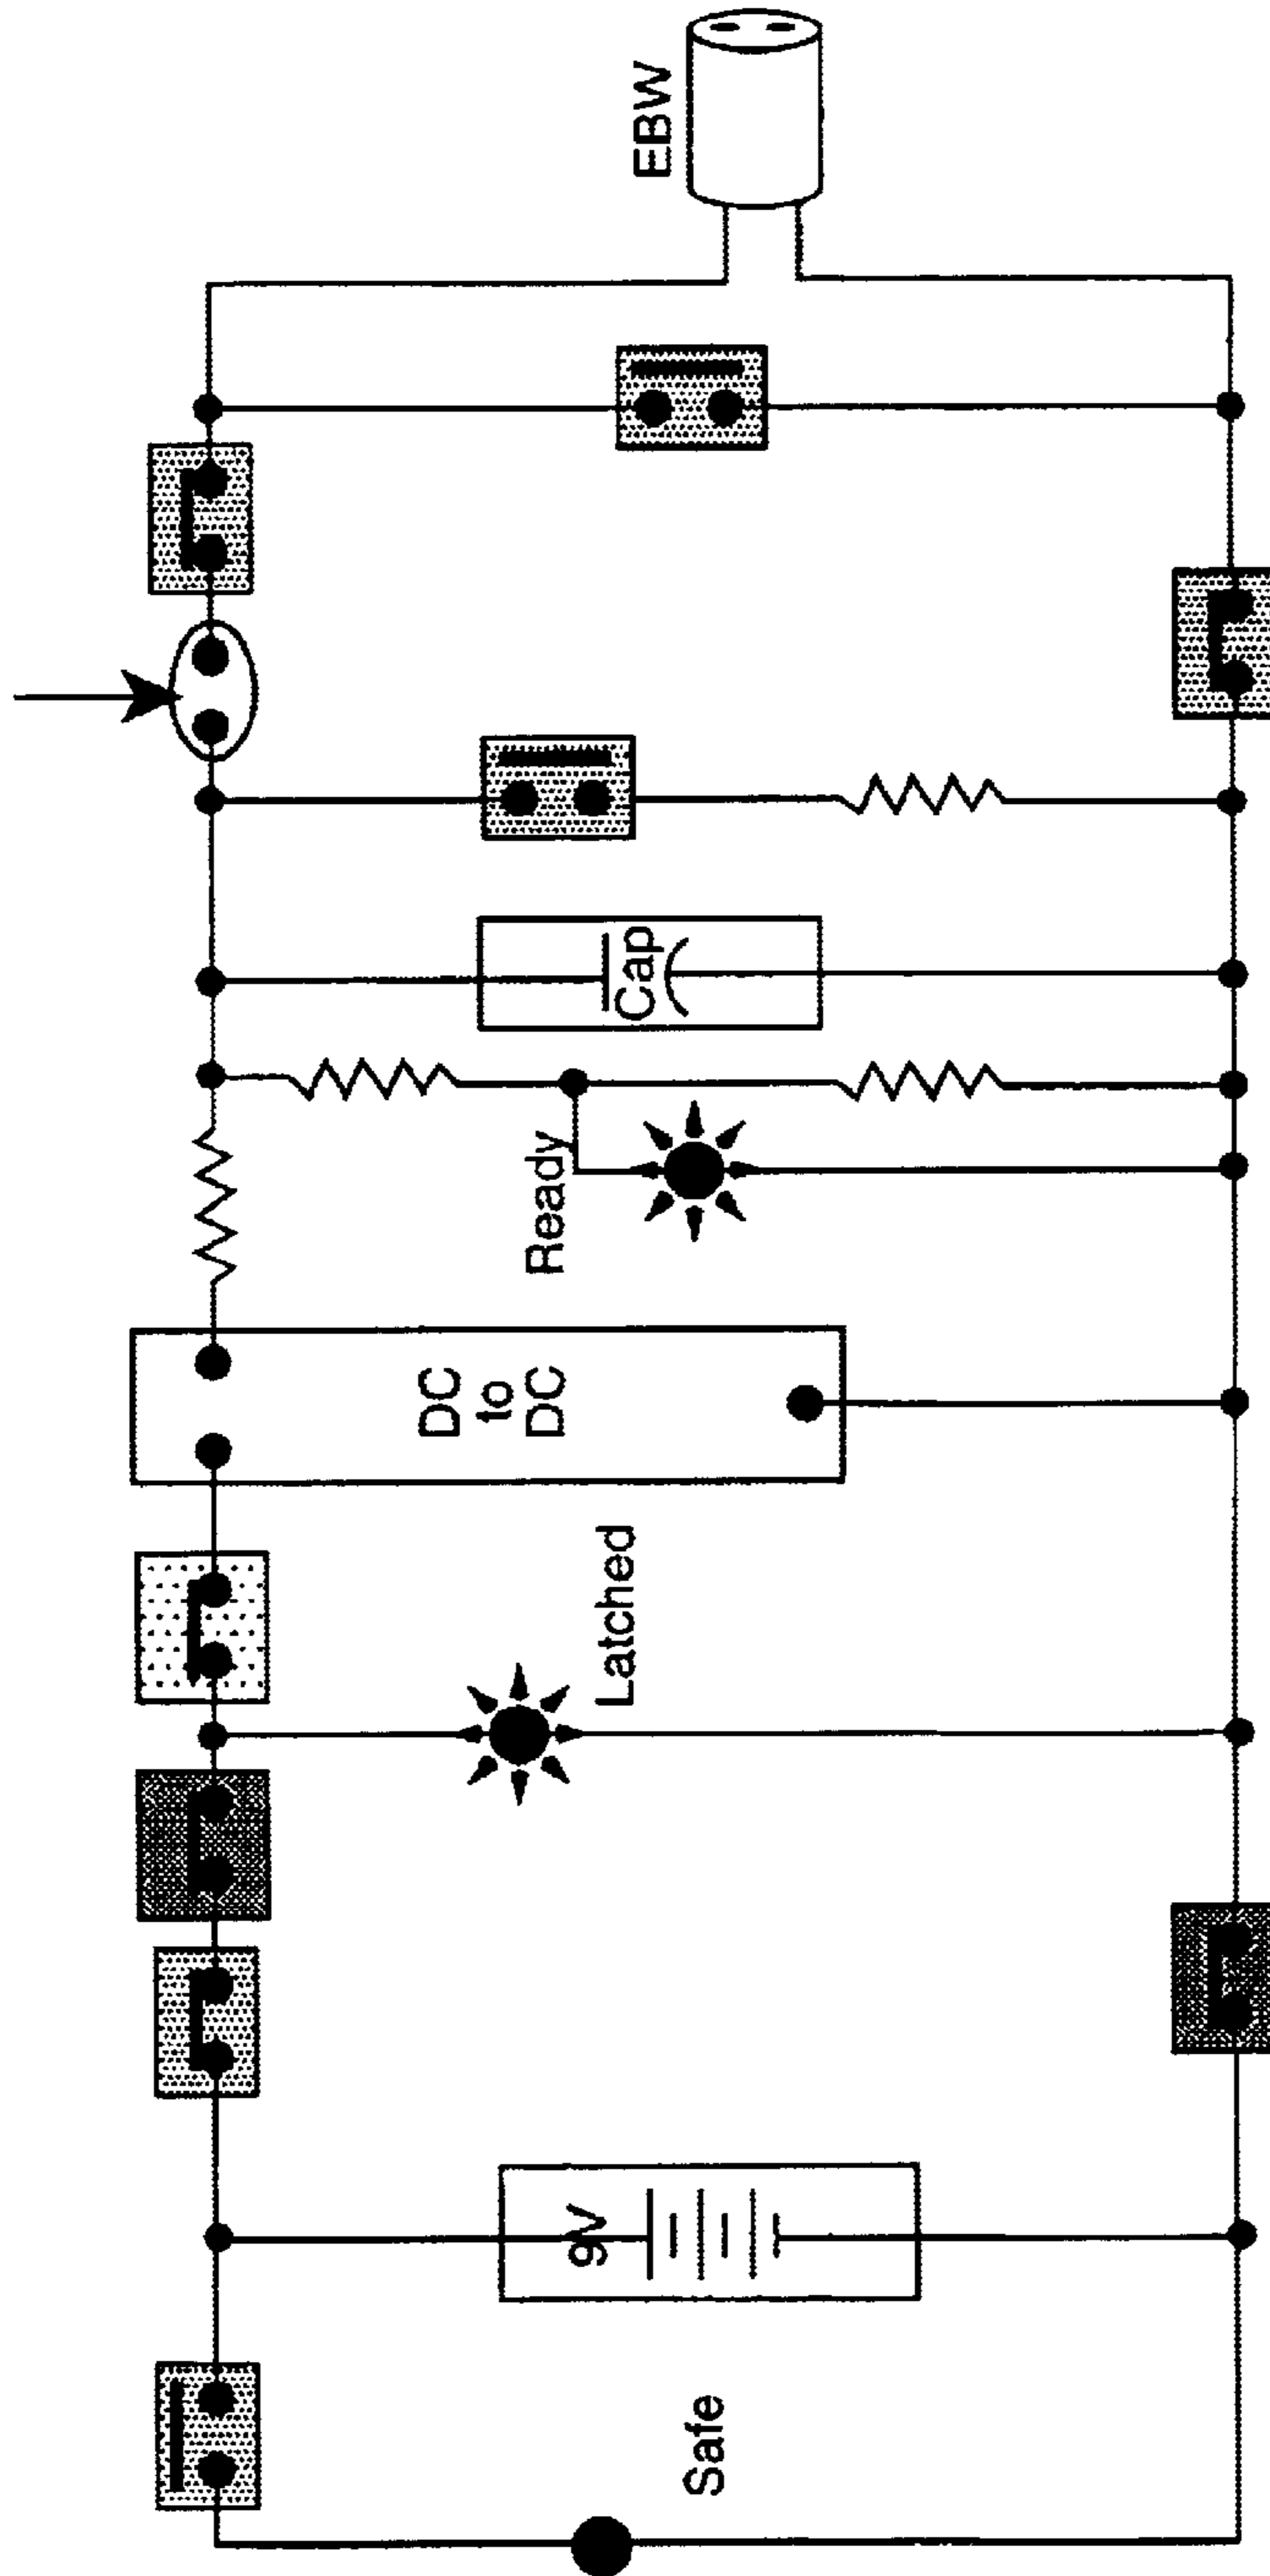 Safe
9V
Latched
DC
to
DC
Ready
Cap
EBW